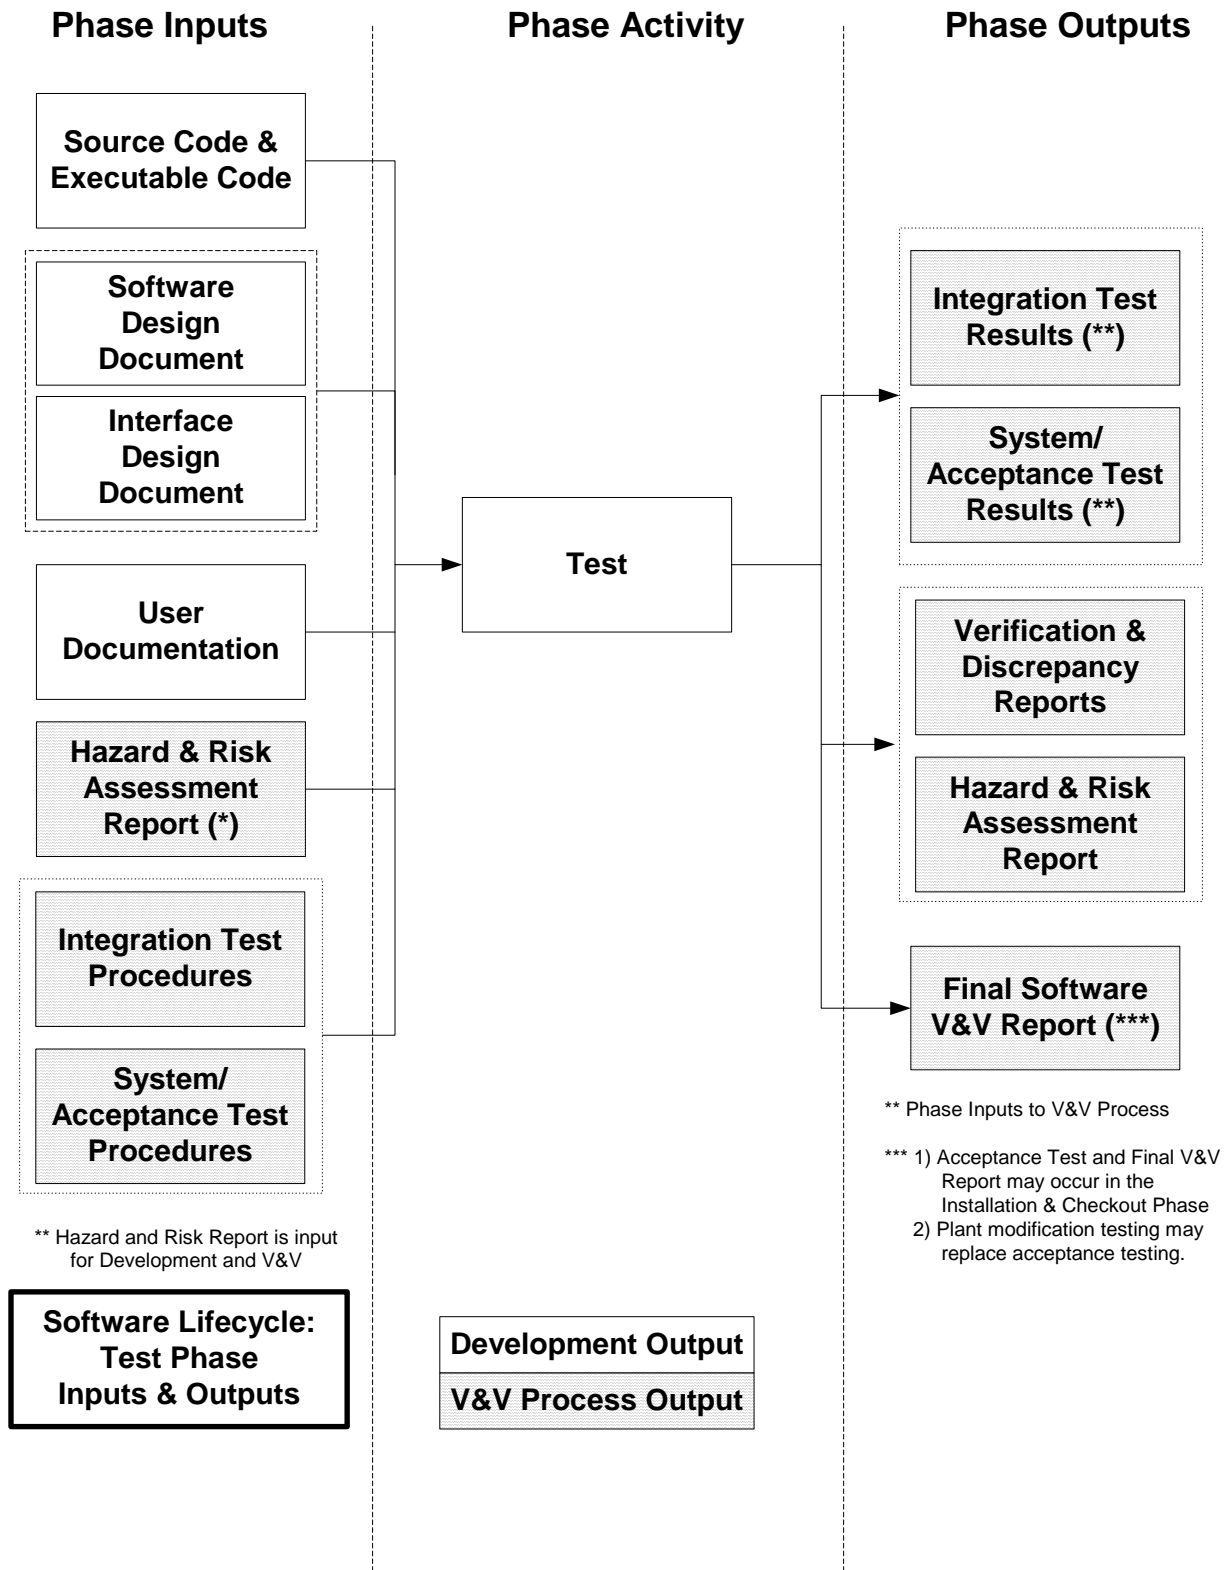 Phase Inputs
Phase Activity
Phase Outputs
Source Code &
Executable Code
Software
Design
Document
Interface
Design
Document
User
Documentation
Hazard & Risk
Assessment
Report (*)
Integration Test
Procedures
System/
Acceptance Test
Procedures
** Hazard and Risk Report is input
for Development and V&V
Software Lifecycle:
Test Phase
Inputs & Outputs
Test
Development Output
V&V Process Output
Integration Test
Results (**)
System/
Acceptance Test
Results (**)
Verification &
Discrepancy
Reports
Hazard & Risk
Assessment
Report
Final Software
V&V Report (***)
** Phase Inputs to V&V Process
*** 1) Acceptance Test and Final V&V
Report may occur in the
Installation & Checkout Phase
2) Plant modification testing may
replace acceptance testing.